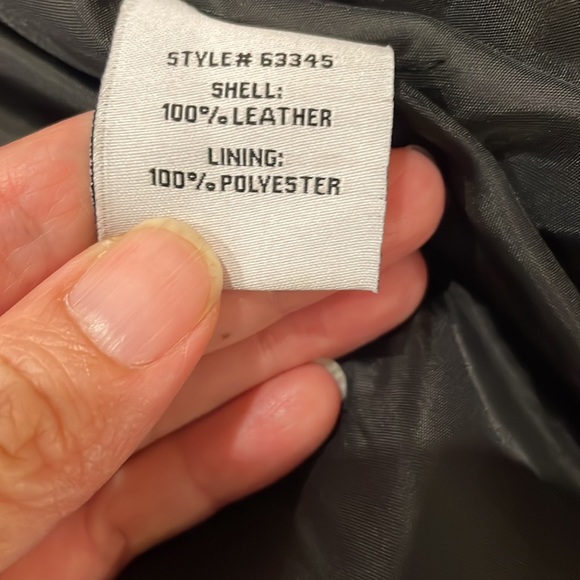 STYLE# 63345
SHELL:
100% LEATHER
LINING:
100% POLYESTER